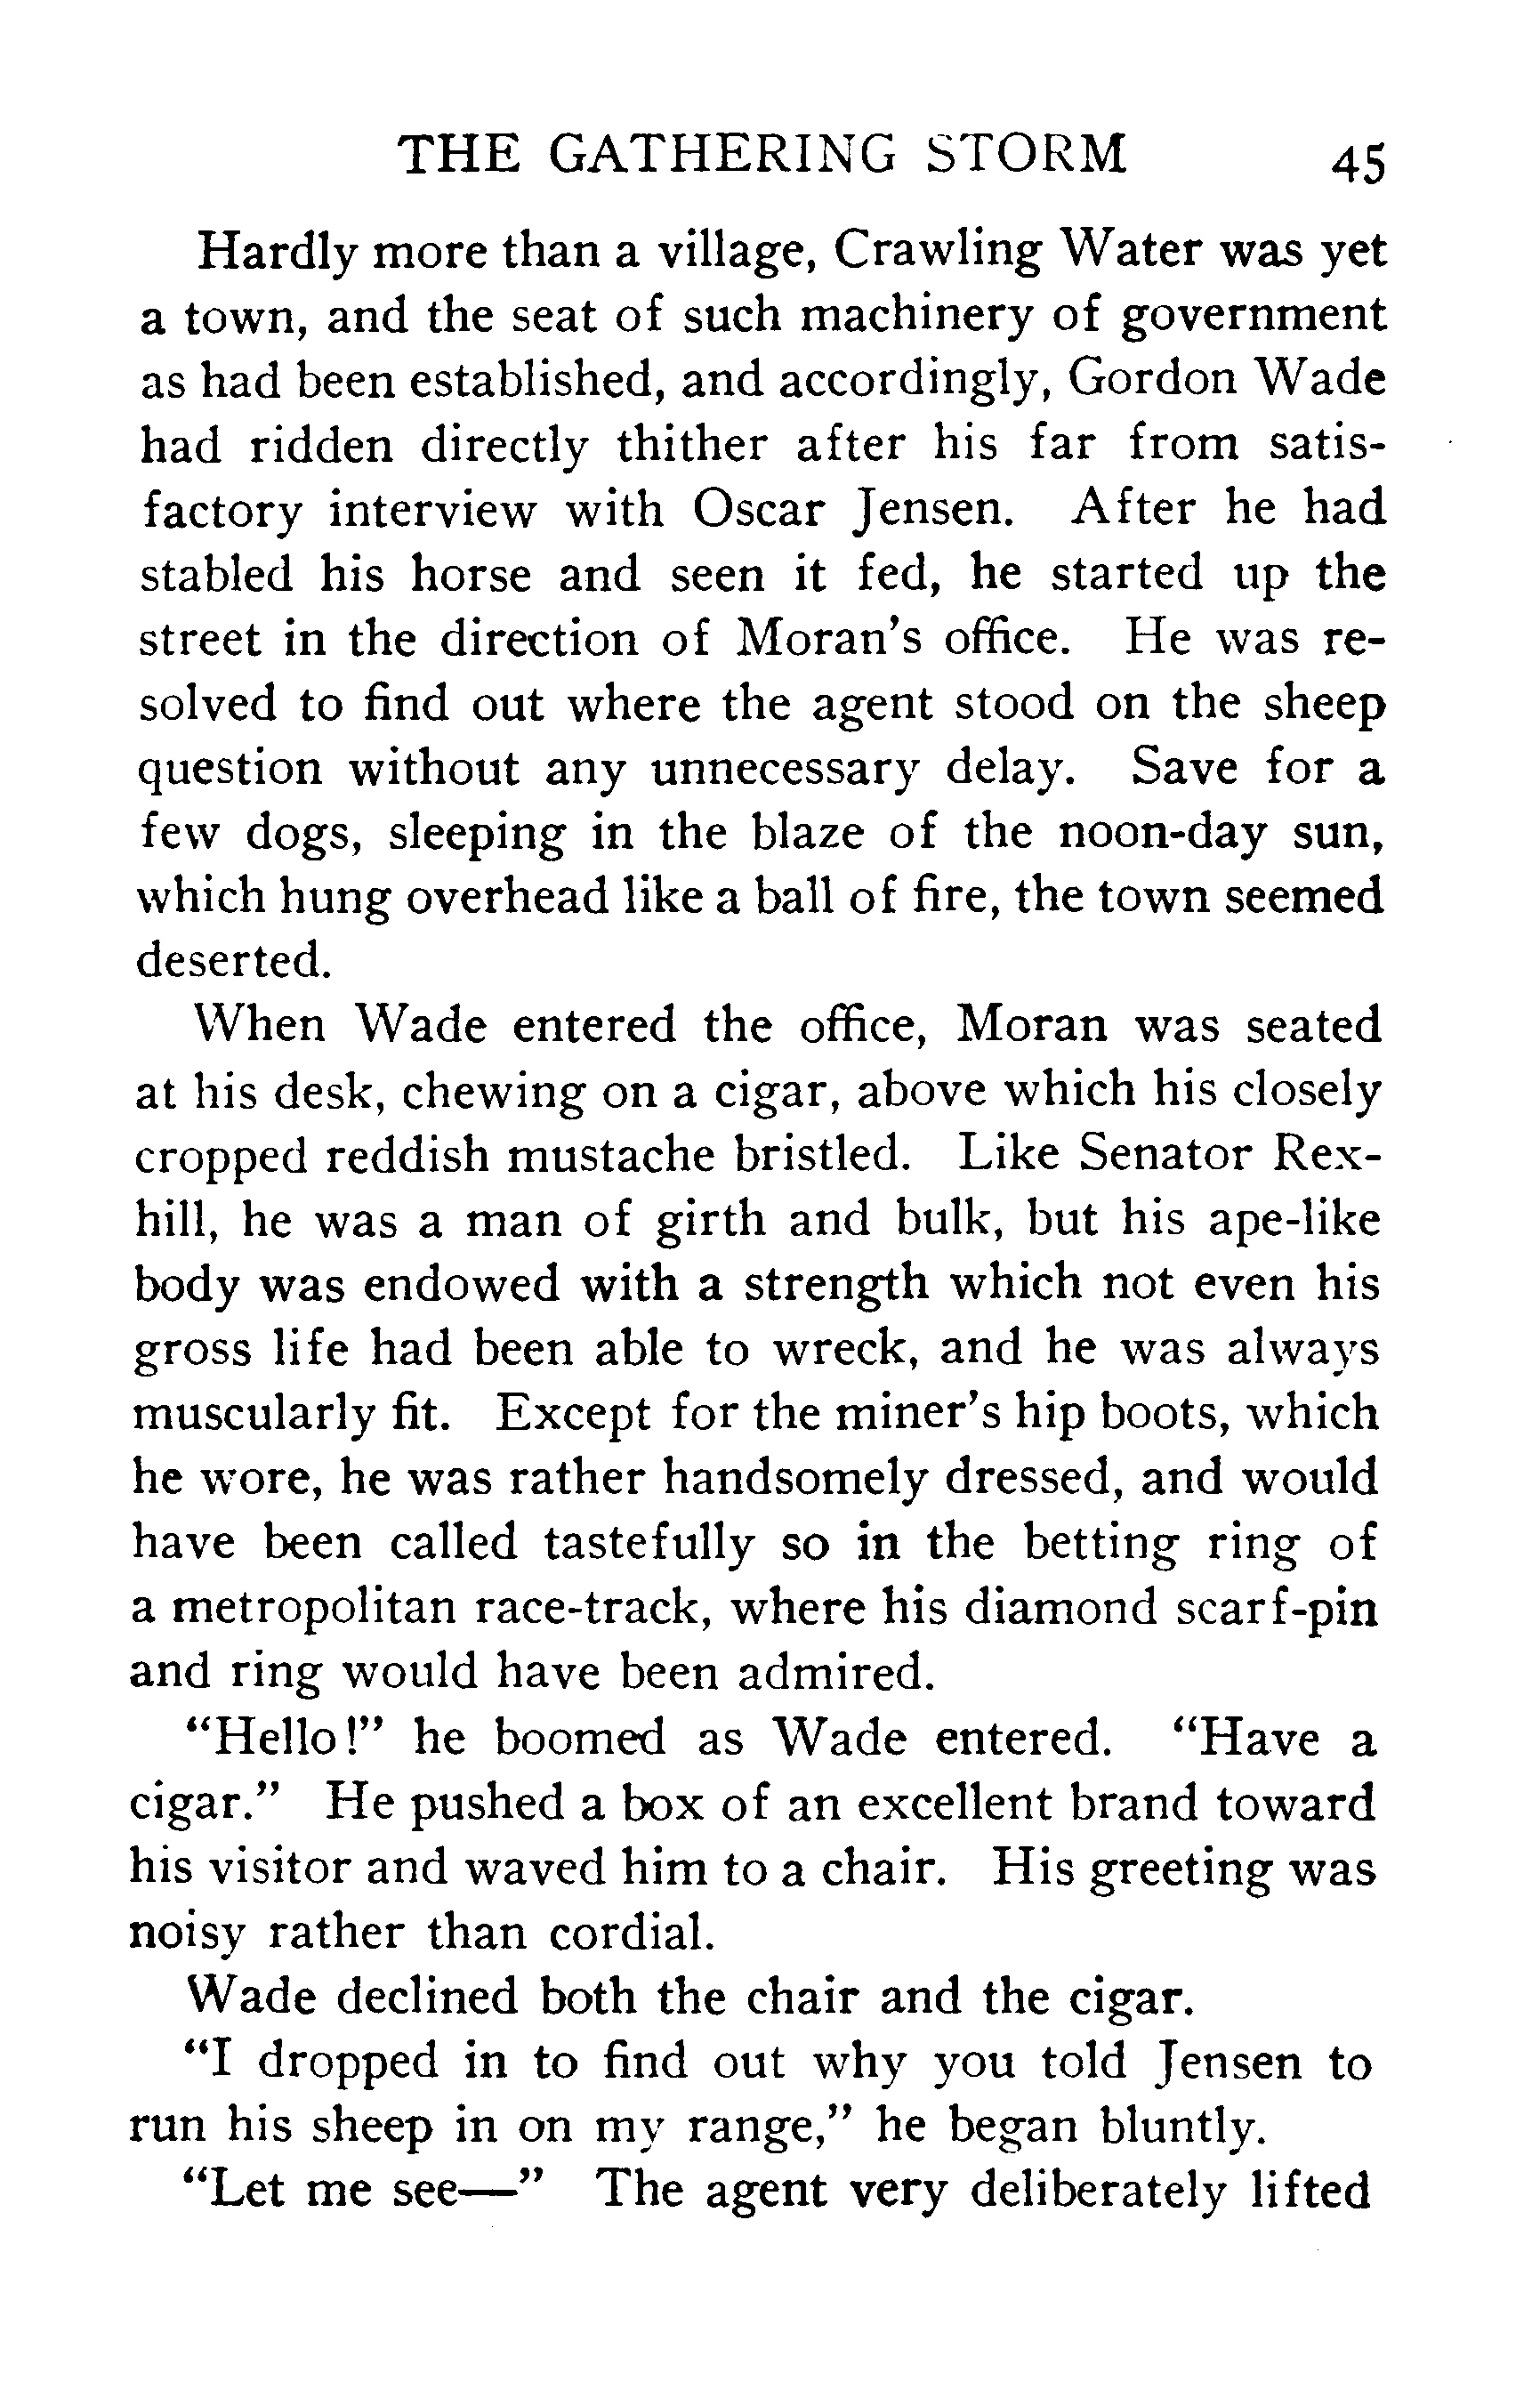 THE GATHERING STORM 45
Hardly more than a village, Crawling Water was yet
a town, and the seat of such machinery of government
as had been established, and accordingly, Gordon Wade
had ridden directly thither after his far from satis-
factory interview with Oscar Jensen. After he had
stabled his horse and seen it fed, he started up the
street in the direction of Moran's office. He was re-
solved to find out where the agent stood on the sheep
question without any unnecessary delay. Save for a
few dogs, sleeping in the blaze of the noon-day sun,
which hung overhead like a ball of fire, the town seemed
deserted.
When Wade entered the office, Moran was seated
at his desk, chewing on a cigar, above which his closely
cropped reddish mustache bristled. Like Senator Rex-
hill, he was a man of girth and bulk, but his ape-like
body was endowed with a strength which not even his
gross life had been able to wreck, and he was always
muscularly fit. Except for the miner's hip boots, which
he wore, he was rather handsomely dressed, and would
have been called tastefully so in the betting ring of
a metropolitan race-track, where his diamond scarf-pin
and ring would have been admired.
"Hello!" he boomed as Wade entered. "Have a
cigar." He pushed a box of an excellent brand toward
his visitor and waved him to a chair. His greeting was
noisy rather than cordial.
Wade declined both the chair and the cigar.
"I dropped in to find out why you told Jensen to
run his sheep in on my range," he began bluntly.
"Let me see—" The agent very deliberately lifted